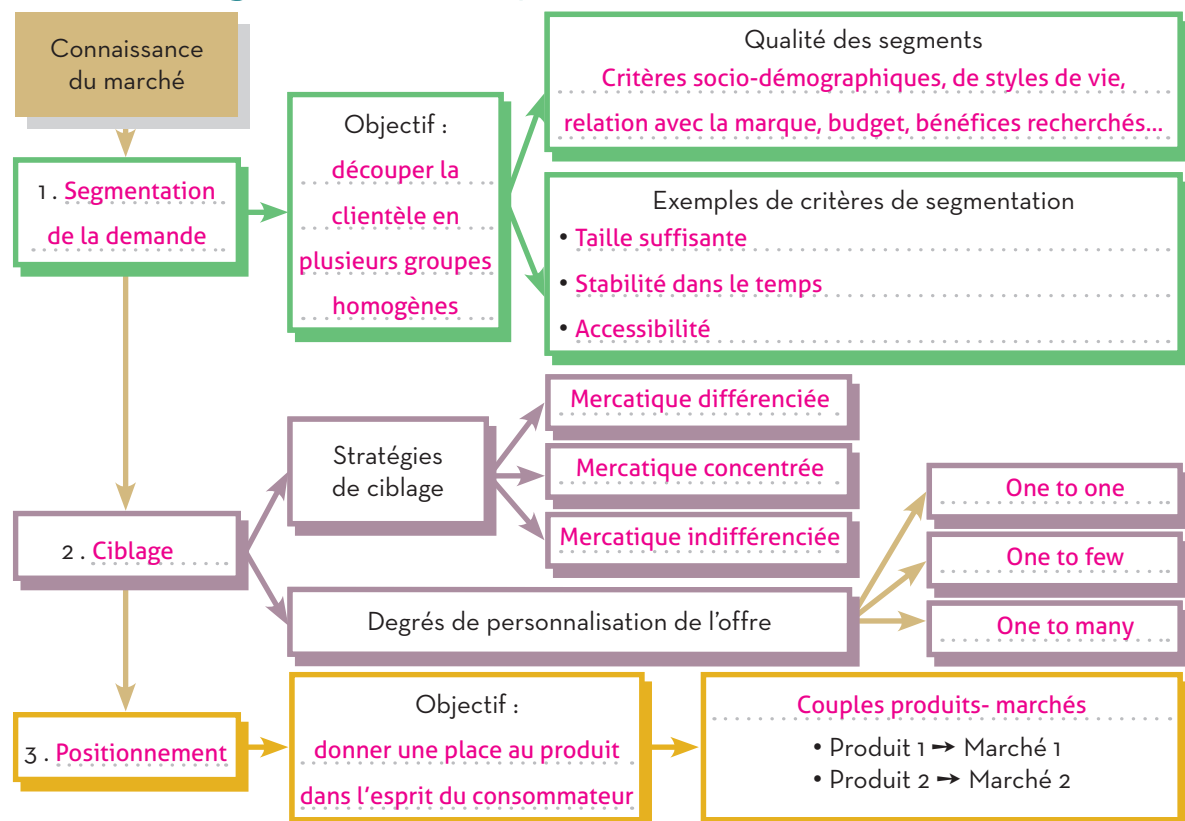 Connaissance
du marché
1. Segmentation
de la demande
Objectif :
découper la
clientèle en
plusieurs groupes
homogènes
Qualité des segments
Critères socio-démographiques, de styles de vie,
relation avec la marque, budget, bénéfices recherchés...
Exemples de critères de segmentation
• Taille suffisante
• Stabilité dans le temps
• Accessibilité
2. Ciblage
Stratégies
de ciblage
Mercatique différenciée
Mercatique concentrée
Mercatique indifférenciée
Degrés de personnalisation de l'offre
One to one
One to few
One to many
3. Positionnement
Objectif :
donner une place au produit
dans l'esprit du consommateur
Couples produits- marchés
• Produit 1 ➞ Marché 1
• Produit 2 ➞ Marché 2